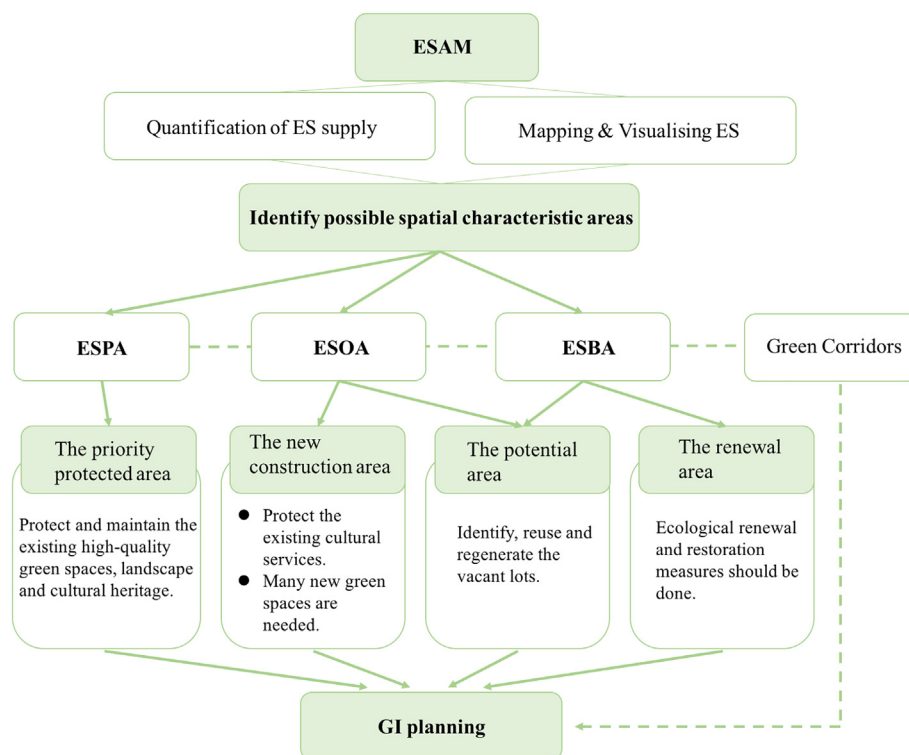 ESAM
Quantification of ES supply
Mapping & Visualising ES
Identify possible spatial characteristic areas
ESPA
ESOA
ESBA
Green Corridors
The priority
protected area
Protect and maintain the
existing high-quality
green spaces, landscape
and cultural heritage.
The new
construction area
● Protect the
existing cultural
services.
● Many new green
spaces are
needed.
The potential
area
Identify, reuse and
regenerate the
vacant lots.
The renewal
area
Ecological renewal
and restoration
measures should be
done.
GI planning